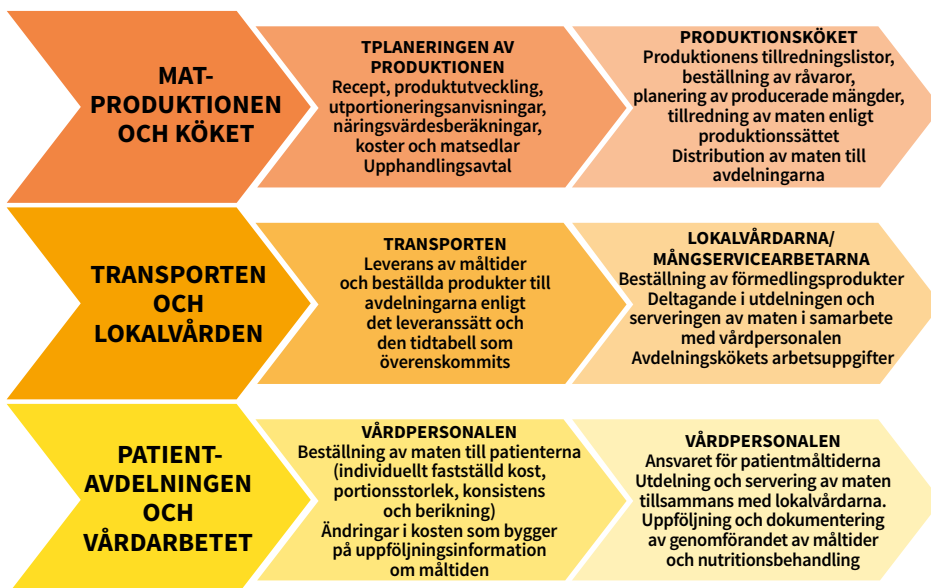 MAT-
PRODUKTIONEN
OCH KÖKET
TPLANERINGEN AV
PRODUKTIONEN
Recept, produktutveckling,
utportioneringsanvisningar,
näringsvärdesberäkningar,
koster och matsedlar
Upphandlingsavtal
PRODUKTIONSKÖKET
Produktionens tillredningslistor,
beställning av råvaror,
planering av producerade mängder,
tillredning av maten enligt
produktionssättet
Distribution av maten till
avdelningarna
TRANSPORTEN
OCH
LOKALVÅRDEN
TRANSPORTEN
Leverans av måltider
och beställda produkter till
avdelningarna enligt
det leveranssätt och
den tidtabell som
överenskommits
LOKALVÅRDARNA/
MÅNGSERVICEARBETARNA
Beställning av förmedlingsprodukter
Deltagande i utdelningen och
serveringen av maten i samarbete
med vårdpersonalen
Avdelningskökets arbetsuppgifter
PATIENT-
AVDELNINGEN
OCH
VÅRDARBETET
VÅRDPERSONALEN
Beställning av maten till patienterna
(individuellt fastställd kost,
portionsstorlek, konsistens
och berikning)
Ändringar i kosten som bygger
på uppföljningsinformation
om måltiden
VÅRDPERSONALEN
Ansvaret för patientmåltiderna
Utdelning och servering av maten
tillsammans med lokalvårdarna.
Uppföljning och dokumentering
av genomförandet av måltider
och nutritionsbehandling